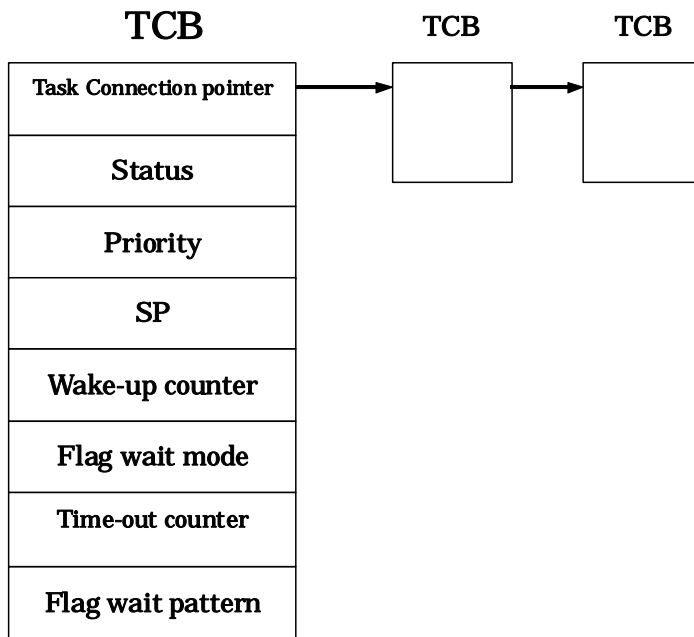 TCB
TCB
TCB
Task Connection pointer
Status
Priority
SP
Wake-up counter
Flag wait mode
Time-out counter
Flag wait pattern